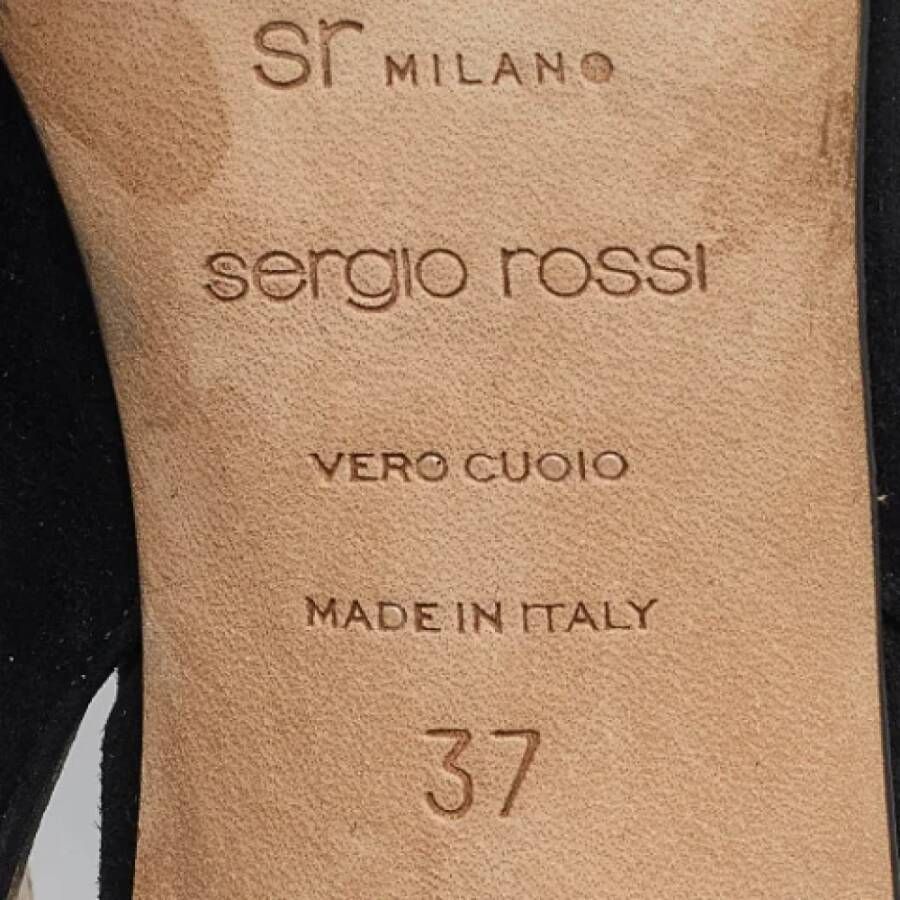 sr MILANO
sergio rossi
VERO CUOIO
MADE IN ITALY
37